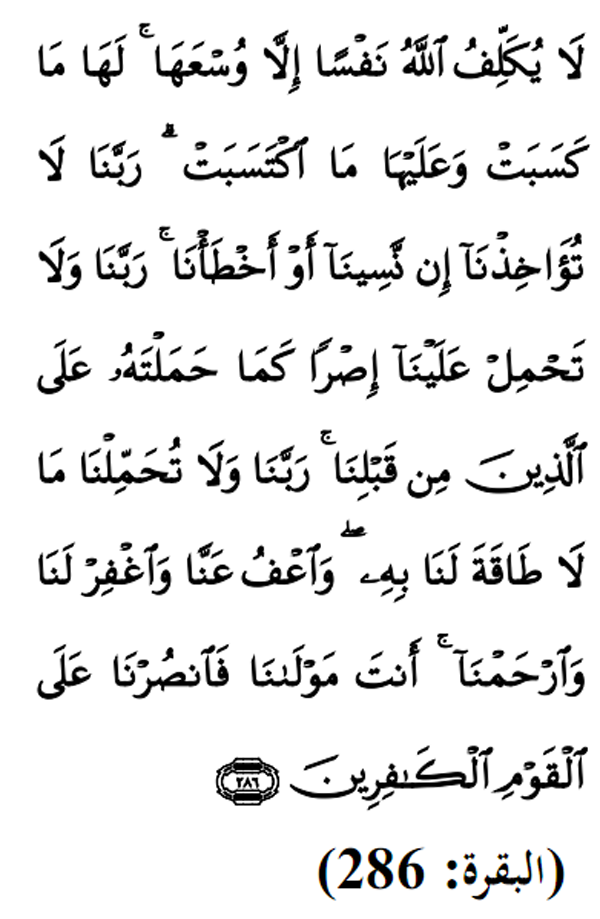 لَا يُكَلِّفُ ٱللَّهُ نَفْسًا إِلَّا وُسْعَهَا ۚ لَهَا مَا
كَسَبَتْ وَعَلَيْهَا مَا ٱكْتَسَبَتْ ۗ رَبَّنَا لَا
تُؤَاخِذْنَآ إِن نَّسِينَآ أَوْ أَخْطَأْنَا ۚ رَبَّنَا وَلَا
تَحْمِلْ عَلَيْنَآ إِصْرًا كَمَا حَمَلْتَهُۥ عَلَى
ٱلَّذِينَ مِن قَبْلِنَا ۚ رَبَّنَا وَلَا تُحَمِّلْنَا مَا
لَا طَاقَةَ لَنَا بِهِۦ ۖ وَٱعْفُ عَنَّا وَٱغْفِرْ لَنَا
وَٱرْحَمْنَآ ۚ أَنتَ مَوْلَىٰنَا فَٱنصُرْنَا عَلَى
ٱلْقَوْمِ ٱلْكَـٰفِرِينَ ٢٨٦
(البقرة: 286)